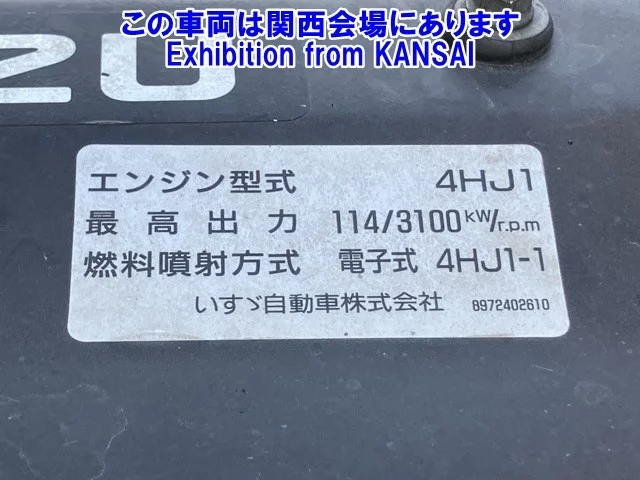 この車両は関西会場にあります
Exhibition from KANSAI
ZU
エンジン型式 4HJ1
最高出力 114/3100kW/r.p.m
燃料噴射方式 電子式 4HJ1-1
いすゞ自動車株式会社 8972402610